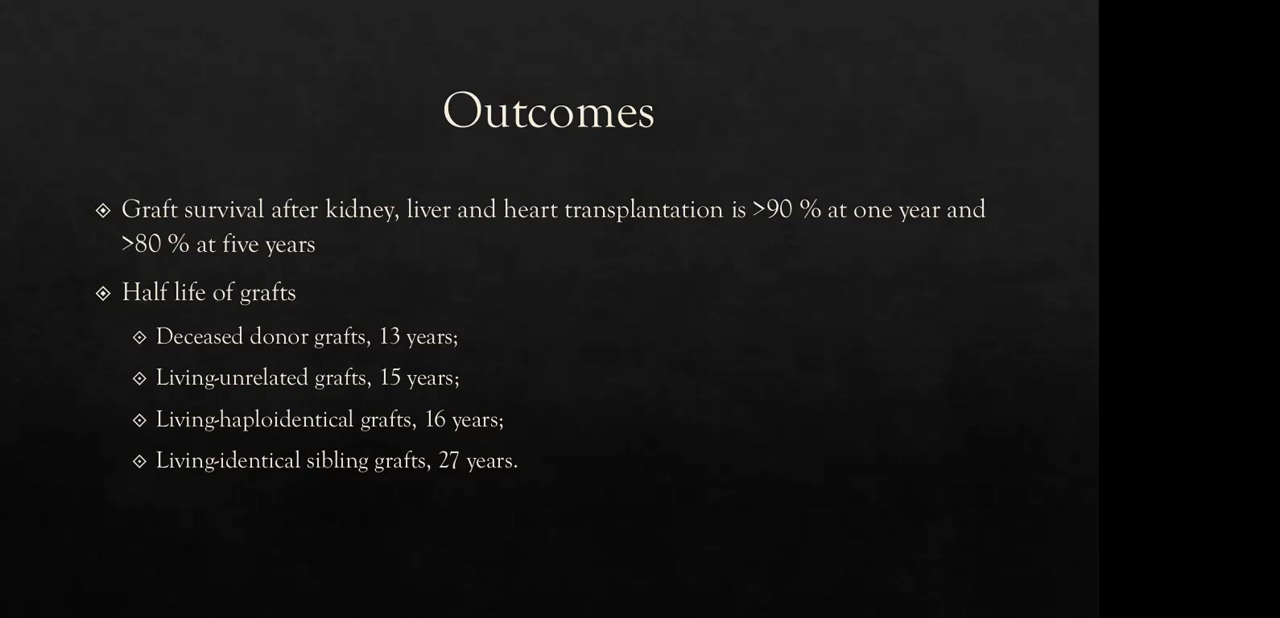 Outcomes
Graft survival after kidney, liver and heart transplantation is >90 % at one year and
>80 % at five years
Half life of grafts
Deceased donor grafts, 13 years;
Living-unrelated grafts, 15 years;
Living-haploidentical grafts, 16 years;
Living-identical sibling grafts, 27 years.